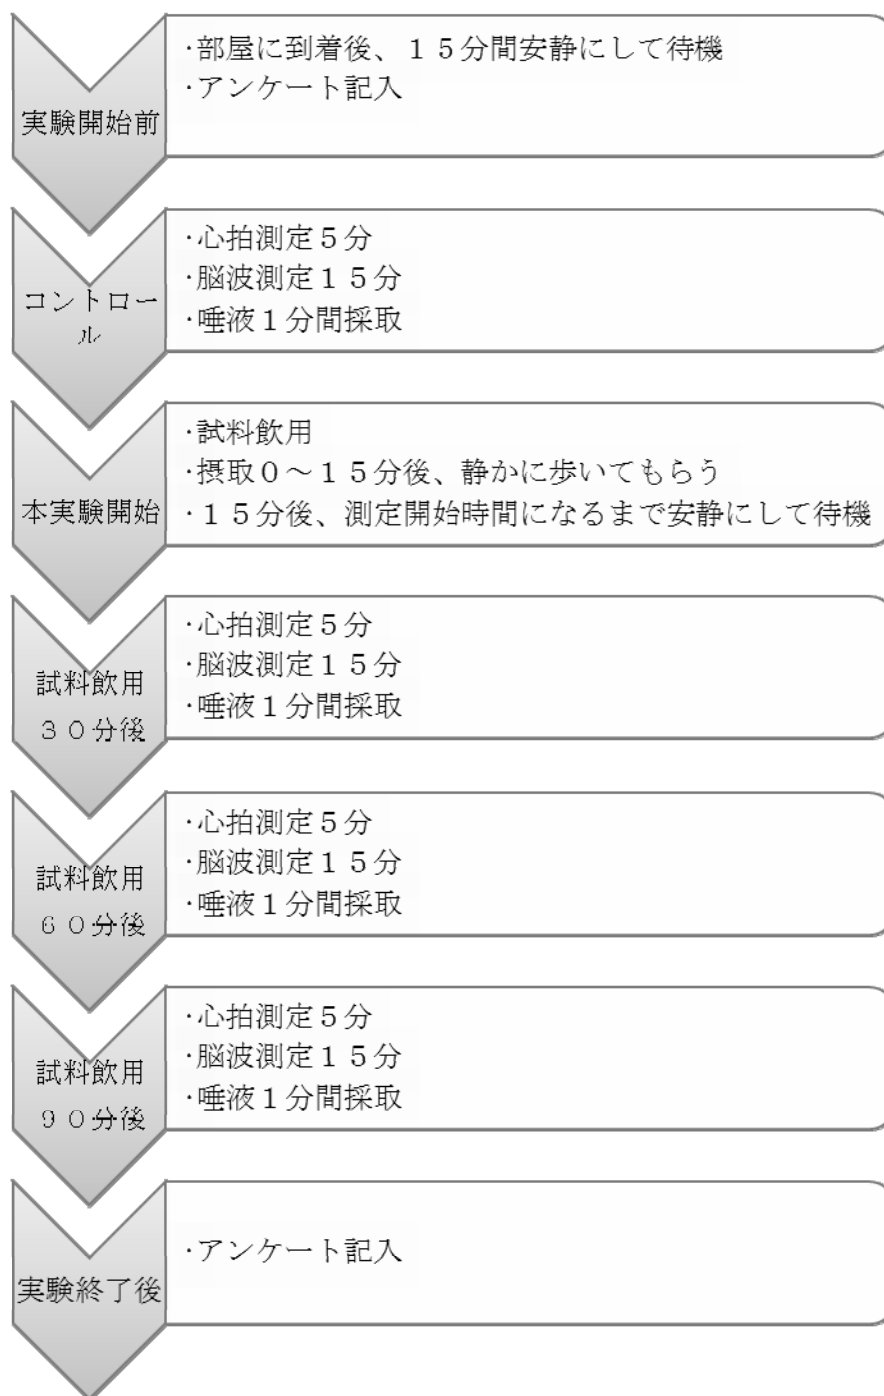 実験開始前
·部屋に到着後、１５分間安静にして待機
·アンケート記入
コントロー
ル
·心拍測定５分
·脳波測定１５分
·唾液１分間採取
本実験開始
·試料飲用
·摂取０～１５分後、静かに歩いてもらう
·１５分後、測定開始時間になるまで安静にして待機
試料飲用
３０分後
·心拍測定５分
·脳波測定１５分
·唾液１分間採取
試料飲用
６０分後
·心拍測定５分
·脳波測定１５分
·唾液１分間採取
試料飲用
９０分後
·心拍測定５分
·脳波測定１５分
·唾液１分間採取
実験終了後
·アンケート記入